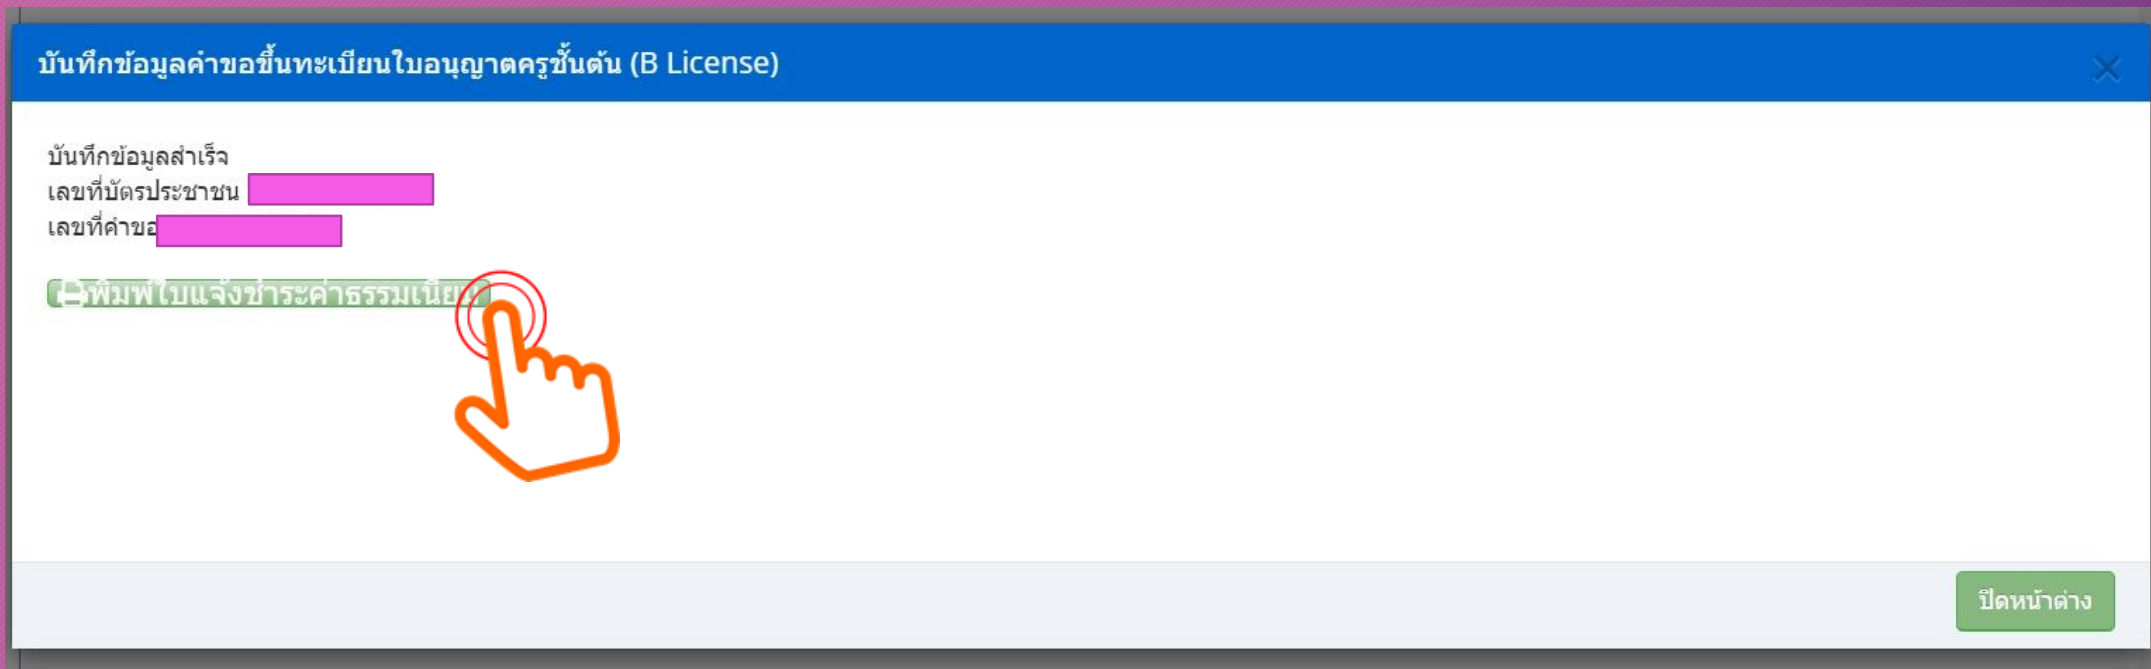 บันทึกข้อมูลคำขอขึ้นทะเบียนใบอนุญาตครูชั้นต้น (B License)
บันทึกข้อมูลสำเร็จ
เลขที่บัตรประชาชน
เลขที่คำขอ
พิมพ์ใบแจ้งชำระค่าธรรมเนียม
ปิดหน้าต่าง